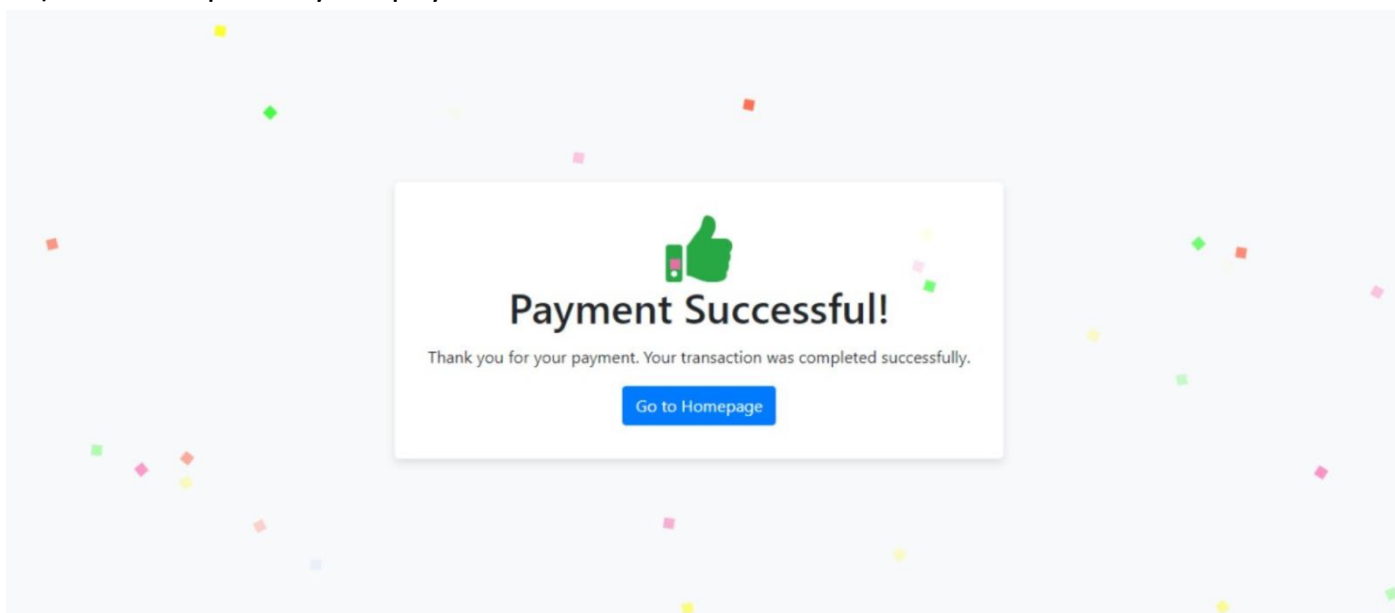 Payment Successful!
Thank you for your payment. Your transaction was completed successfully.
Go to Homepage